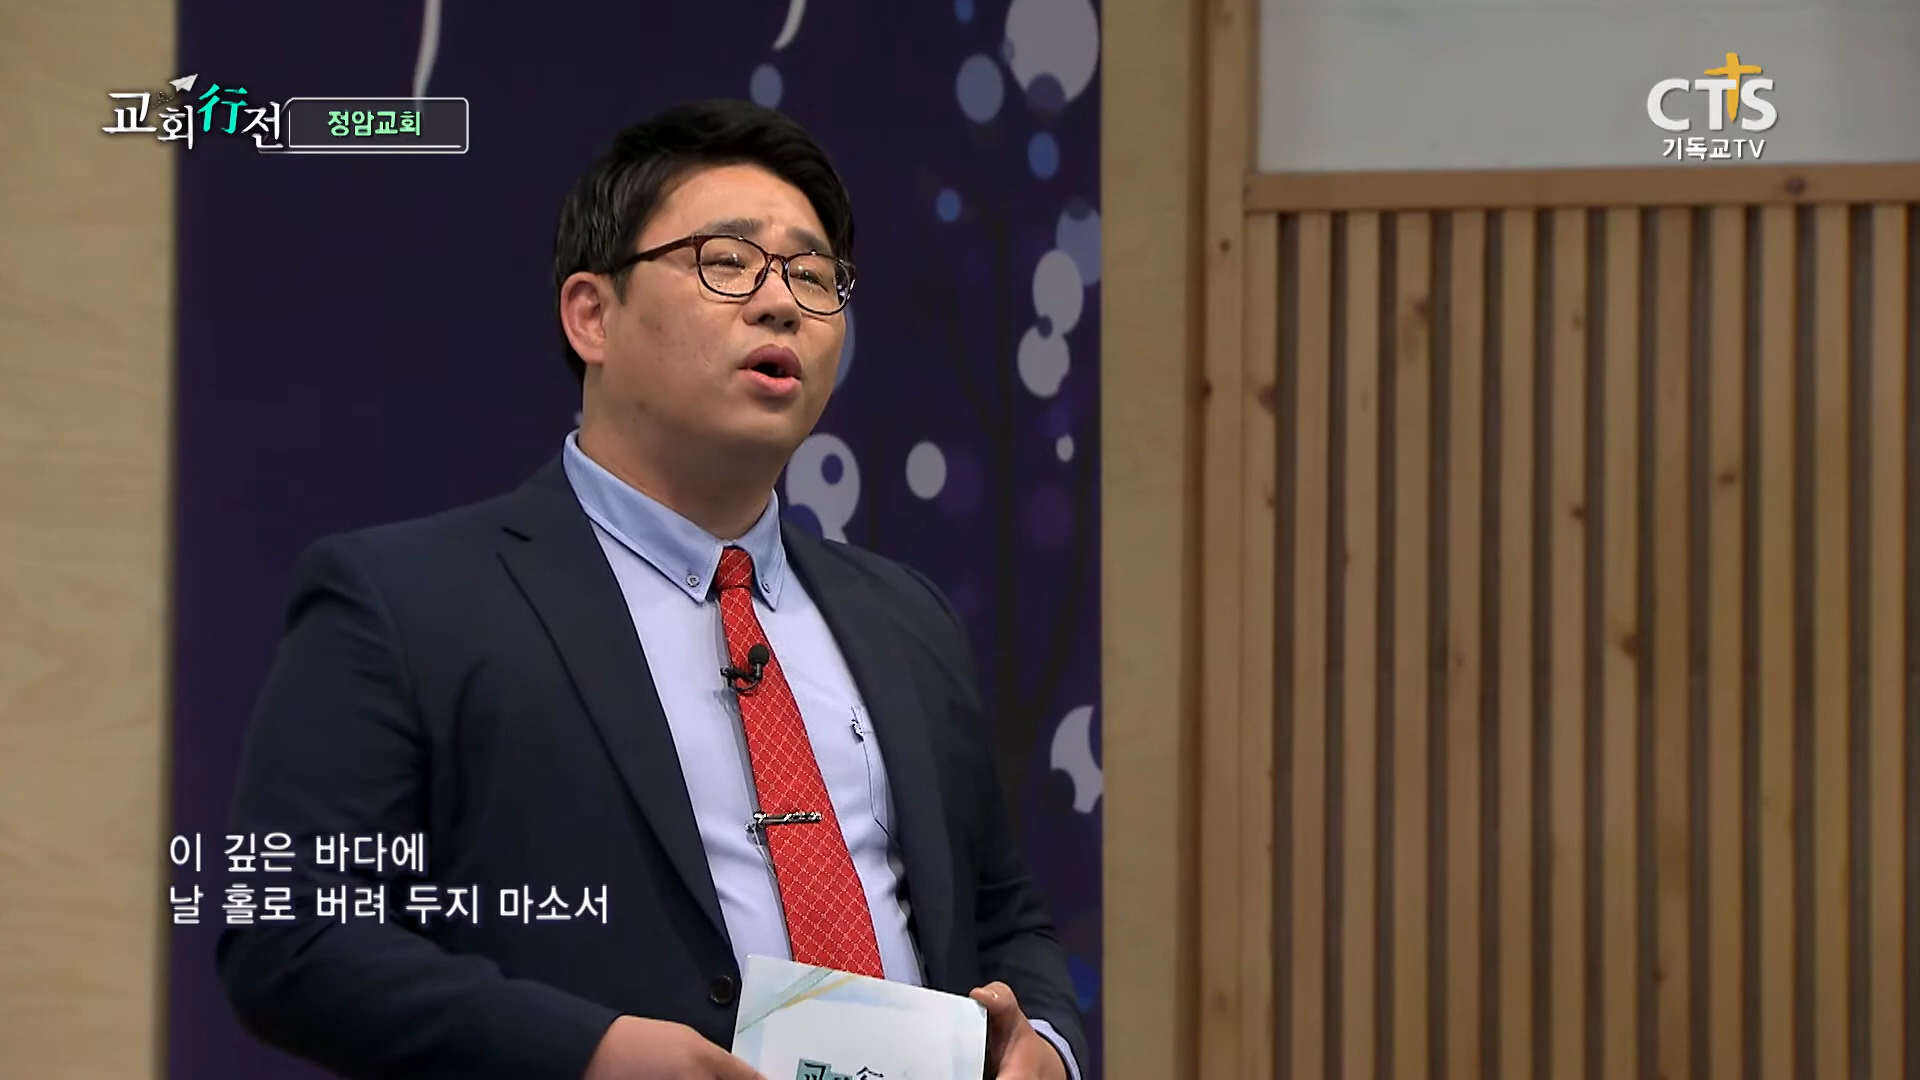 교회行전
정암교회
CTS
기독교TV
이 깊은 바다에
날 홀로 버려 두지 마소서